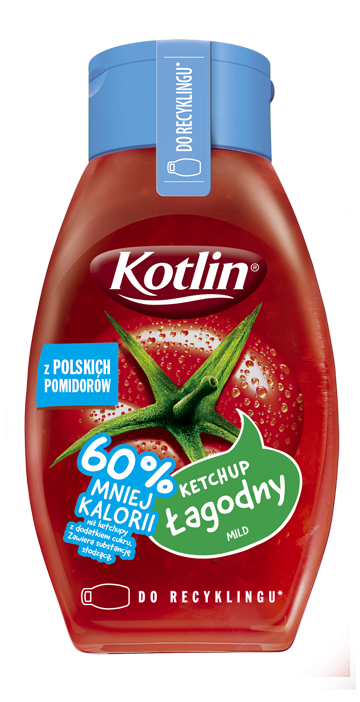 DO RECYKLINGU*
Kotlin®
z POLSKICH
POMIDORÓW
60%
MNIEJ
KALORII
niż ketchupy
z dodatkiem cukru.
Zawiera substancję
słodzącą.
KETCHUP
Łagodny
MILD
DO RECYKLINGU*